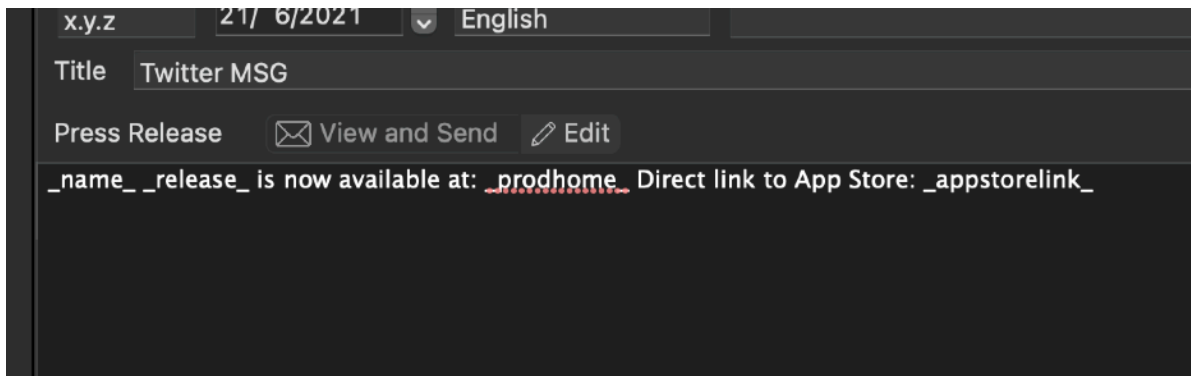 x.y.z 21/ 6/2021 English
Title Twitter MSG
Press Release View and Send Edit
_name_ _release_ is now available at: _prodhome_ Direct link to App Store: _appstorelink_